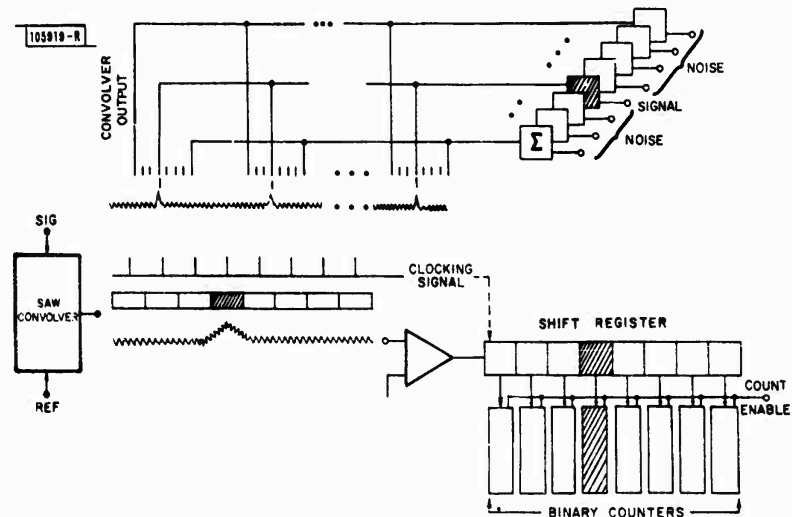 105919-R
CONVOLVER
OUTPUT
NOISE
SIGNAL
NOISE
Σ
SIG
SAW
CONVOLVER
REF
CLOCKING
SIGNAL
SHIFT REGISTER
COUNT
ENABLE
BINARY COUNTERS